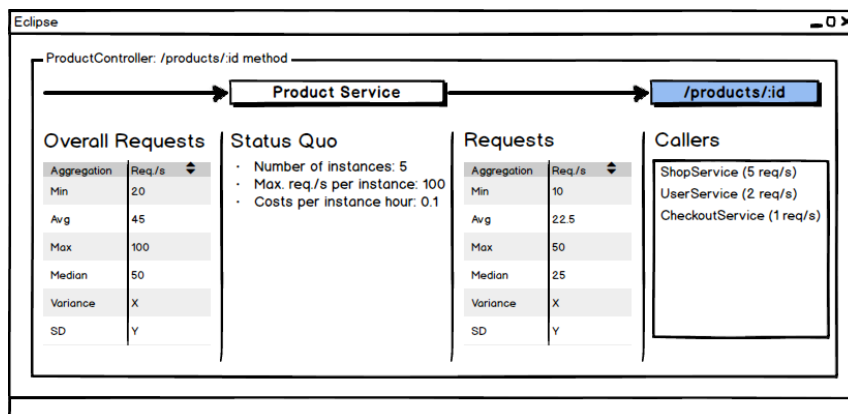 Eclipse
ProductController: /products/:id method
Product Service
/products/:id
Overall Requests
Aggregation Req./s
Min 20
Avg 45
Max 100
Median 50
Variance X
SD Y
Status Quo
· Number of instances: 5
· Max. req./s per instance: 100
· Costs per instance hour: 0.1
Requests
Aggregation Req./s
Min 10
Avg 22.5
Max 50
Median 25
Variance X
SD Y
Callers
ShopService (5 req/s)
UserService (2 req/s)
CheckoutService (1 req/s)